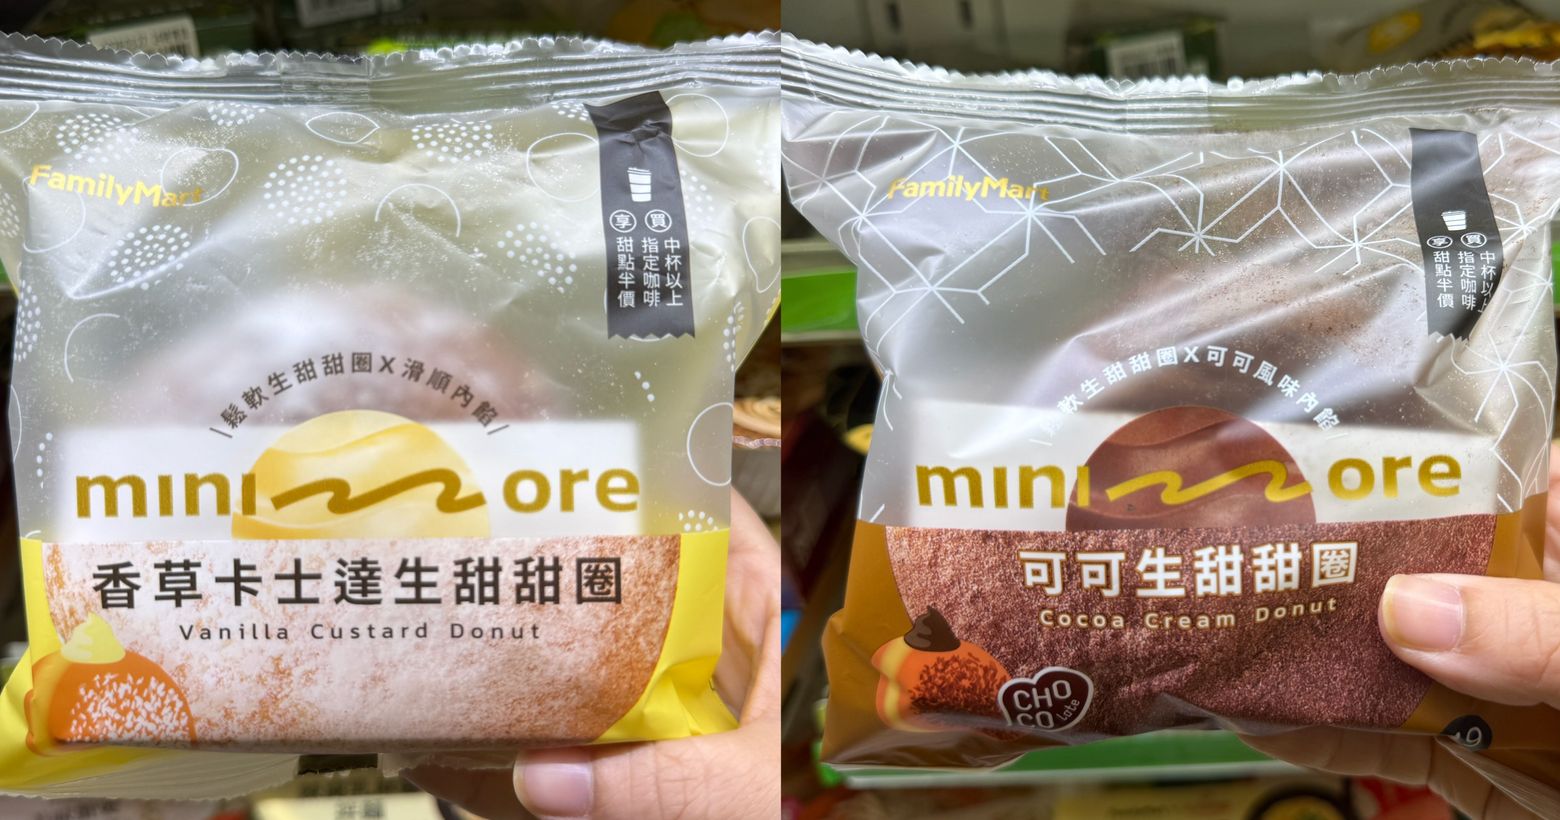 FamilyMart
買 中杯以上
指定咖啡
享 甜點半價
鬆軟生甜甜圈X滑順內餡
mini more
香草卡士達生甜甜圈
Vanilla Custard Donut
FamilyMart
買 中杯以上
指定咖啡
享 甜點半價
鬆軟生甜甜圈X可可風味內餡
mini more
可可生甜甜圈
Cocoa Cream Donut
CHO
CO late